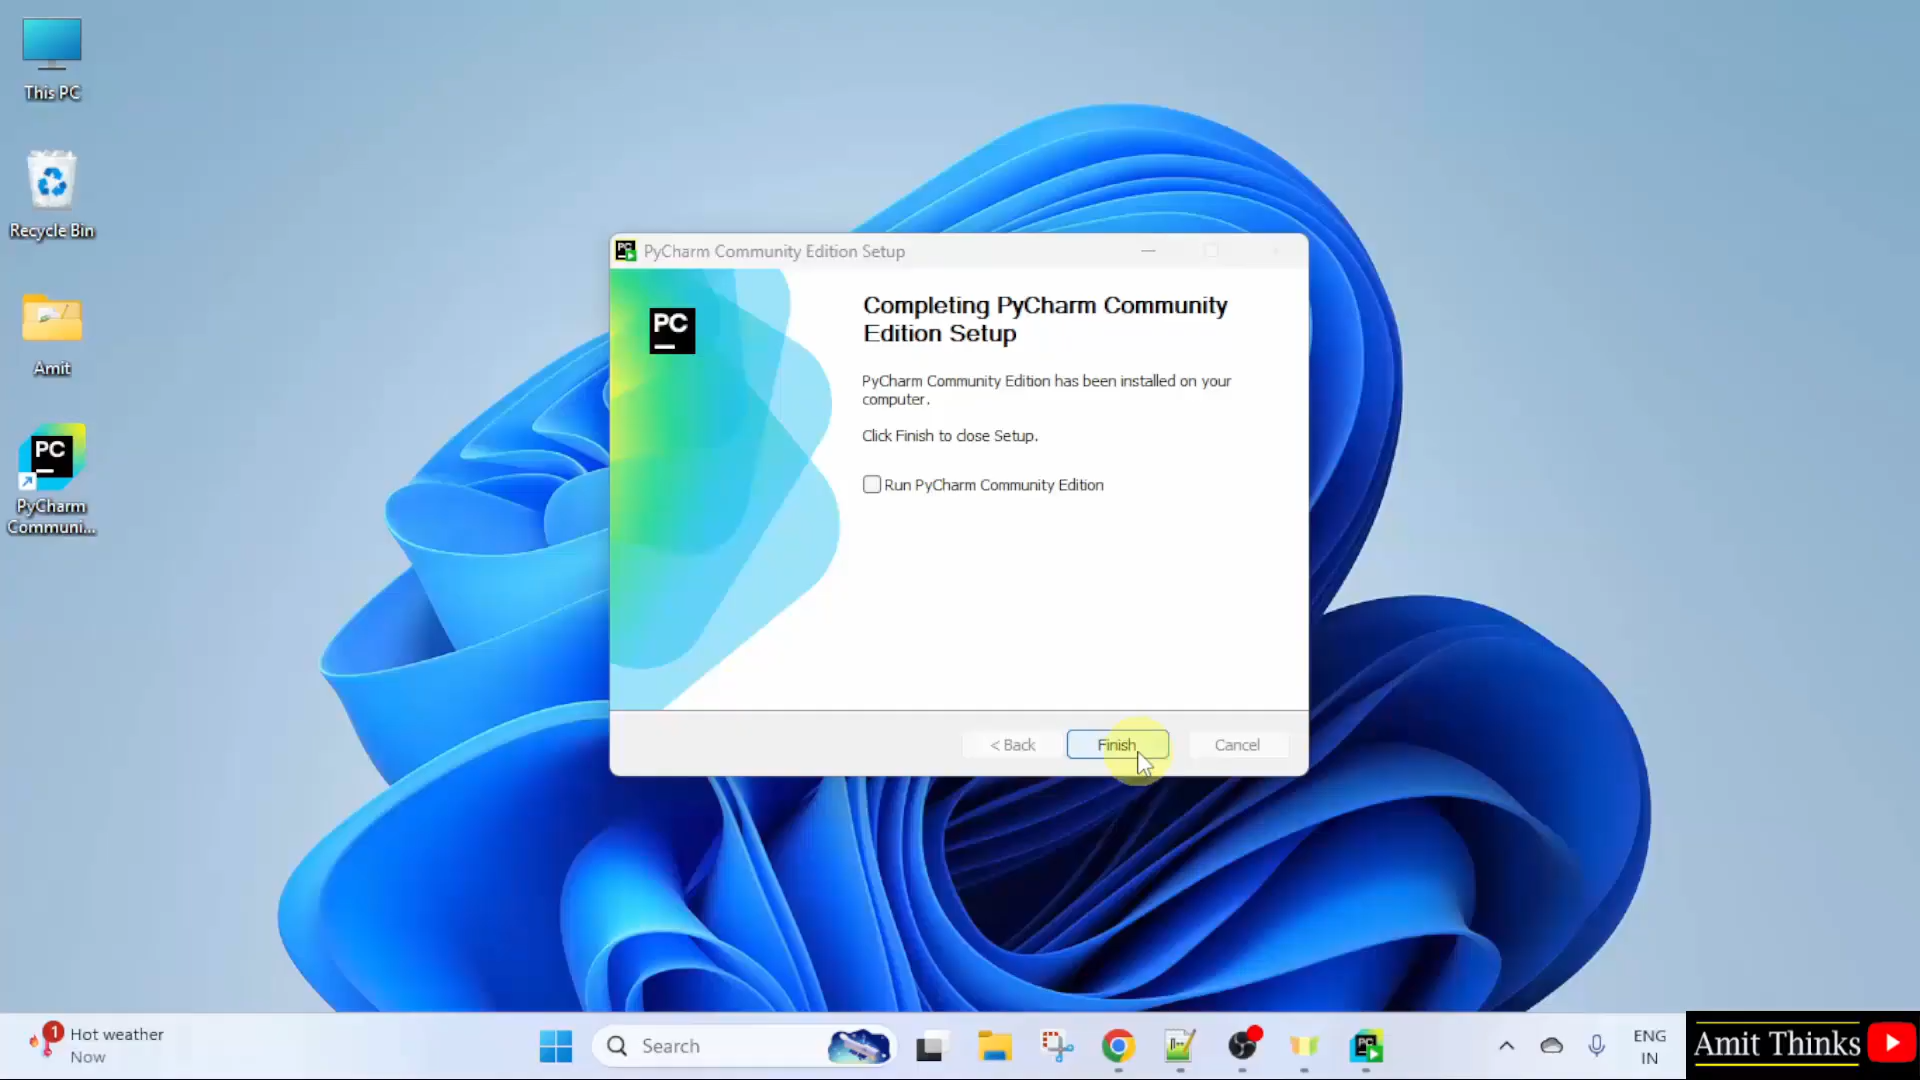 This PC
Recycle Bin
Amit
PC
PyCharm
Communi...
PC
PyCharm Community Edition Setup
PC
Completing PyCharm Community
Edition Setup
PyCharm Community Edition has been installed on your
computer.
Click Finish to close Setup.
Run PyCharm Community Edition
< Back
Finish
Cancel
1
Hot weather
Now
Search
PC
ENG
IN
Amit Thinks